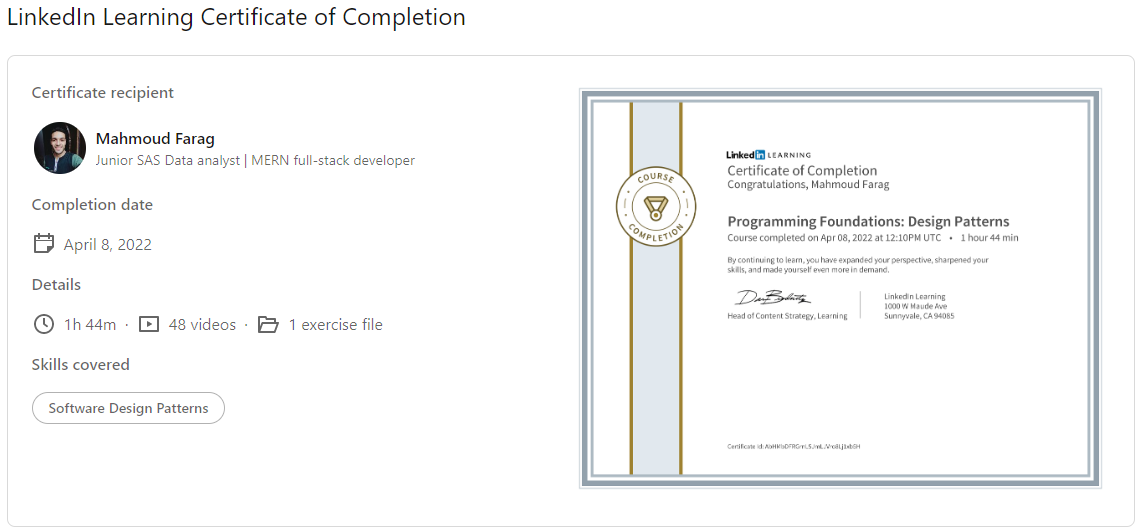 LinkedIn Learning Certificate of Completion
Certificate recipient
Mahmoud Farag
Junior SAS Data analyst | MERN full-stack developer
Completion date
April 8, 2022
Details
1h 44m · 48 videos · 1 exercise file
Skills covered
Software Design Patterns
COURSE
COMPLETION
Linked in LEARNING
Certificate of Completion
Congratulations, Mahmoud Farag
Programming Foundations: Design Patterns
Course completed on Apr 08, 2022 at 12:10PM UTC • 1 hour 44 min
By continuing to learn, you have expanded your perspective, sharpened your
skills, and made yourself even more in demand.
Head of Content Strategy, Learning
LinkedIn Learning
1000 W Maude Ave
Sunnyvale, CA 94085
Certificate Id: